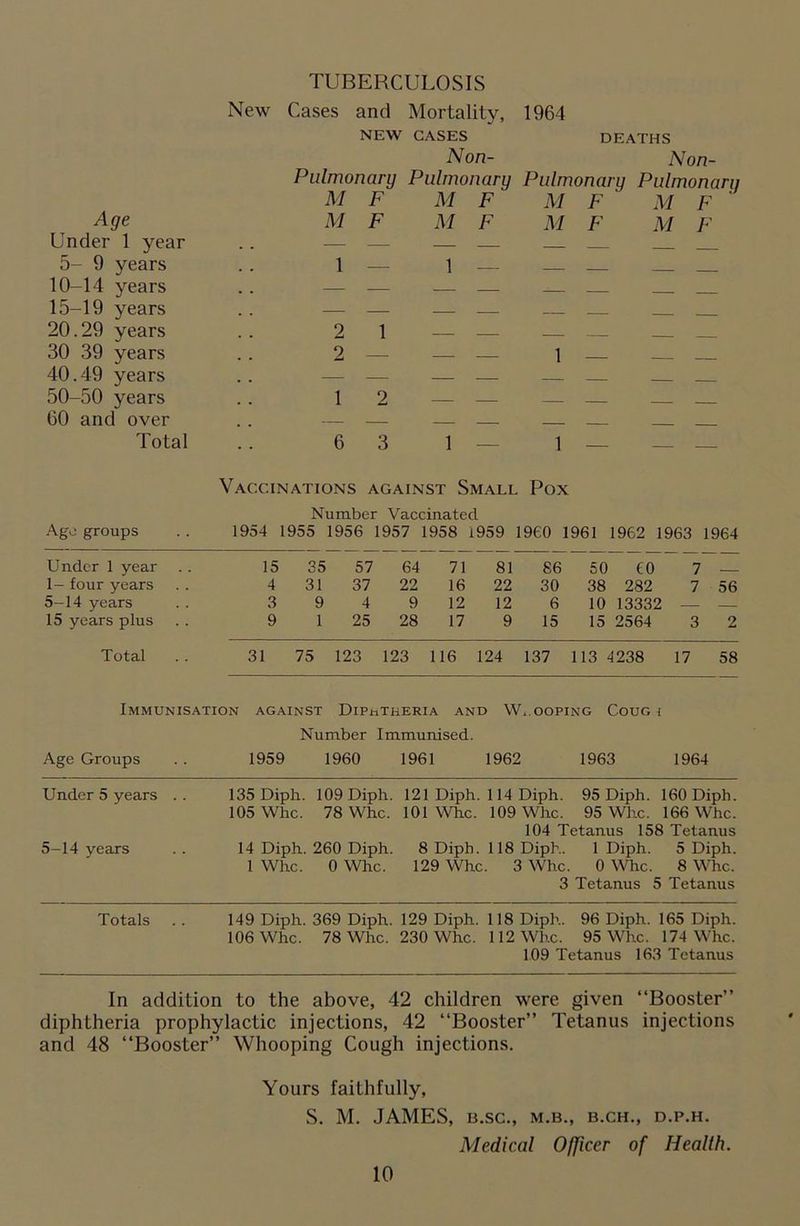 TUBERCULOSIS
New Cases and Mortality, 1964
NEW CASES DEATHS
Non- Non-
Pulmonary Pulmonary Pulmonary Pulmonary
M F M F M F M F
Age M F M F M F M F
Under 1 year . . — — — — — — — —
5- 9 years . . 1 — 1 — — — — —
10-14 years . . — — — — — — — —
15-19 years . . — — — — — — — —
20.29 years . . 2 1 — — — — — —
30 39 years . . 2 — — — 1 — — —
40.49 years . . — — — — — — — —
50-50 years . . 1 2 — — — — — —
60 and over . . — — — — — — — —
Total . . 6 3 1 — 1 — — —
VACCINATIONS AGAINST SMALL POX
Number Vaccinated
Age groups . . 1954 1955 1956 1957 1958 1959 1960 1961 1962 1963 1964
Under 1 year . . 15 35 57 64 71 81 86 50 60 7 —
1- four years . . 4 31 37 22 16 22 30 38 282 7 56
5-14 years . . 3 9 4 9 12 12 6 10 13332 — —
15 years plus . . 9 1 25 28 17 9 15 15 2564 3 2
Total . . 31 75 123 123 116 124 137 113 4238 17 58
IMMUNISATION AGAINST DIPHTHERIA AND W..OOPING COUG
Number Immunised.
Age Groups . . 1959 1960 1961 1962 1963 1964
Under 5 years . . 135 Diph. 109 Diph. 121 Diph. 114 Diph. 95 Diph. 160 Diph.
105 Whc. 78 Whc. 101 Whc. 109 Whc. 95 Whc. 166 Whc.
104 Tetanus 158 Tetanus
5-14 years . . 14 Diph. 260 Diph. 8 Diph. 118 Diph. 1 Diph. 5 Diph.
1 Whc. 0 Whc. 129 Whc. 3 Whc. 0 Whc. 8 Whc.
3 Tetanus 5 Tetanus
Totals . . 149 Diph. 369 Diph. 129 Diph. 118 Diph. 96 Diph. 165 Diph.
106 Whc. 78 Whc. 230 Whc. 112 Whc. 95 Whc. 174 Whc.
109 Tetanus 163 Tetanus
In addition to the above, 42 children were given "Booster"
diphtheria prophylactic injections, 42 "Booster" Tetanus injections
and 48 "Booster" Whooping Cough injections.
Yours faithfully,
S. M. JAMES, B.SC., M.B., B.CH., D.P.H.
Medical Officer of Health.
10